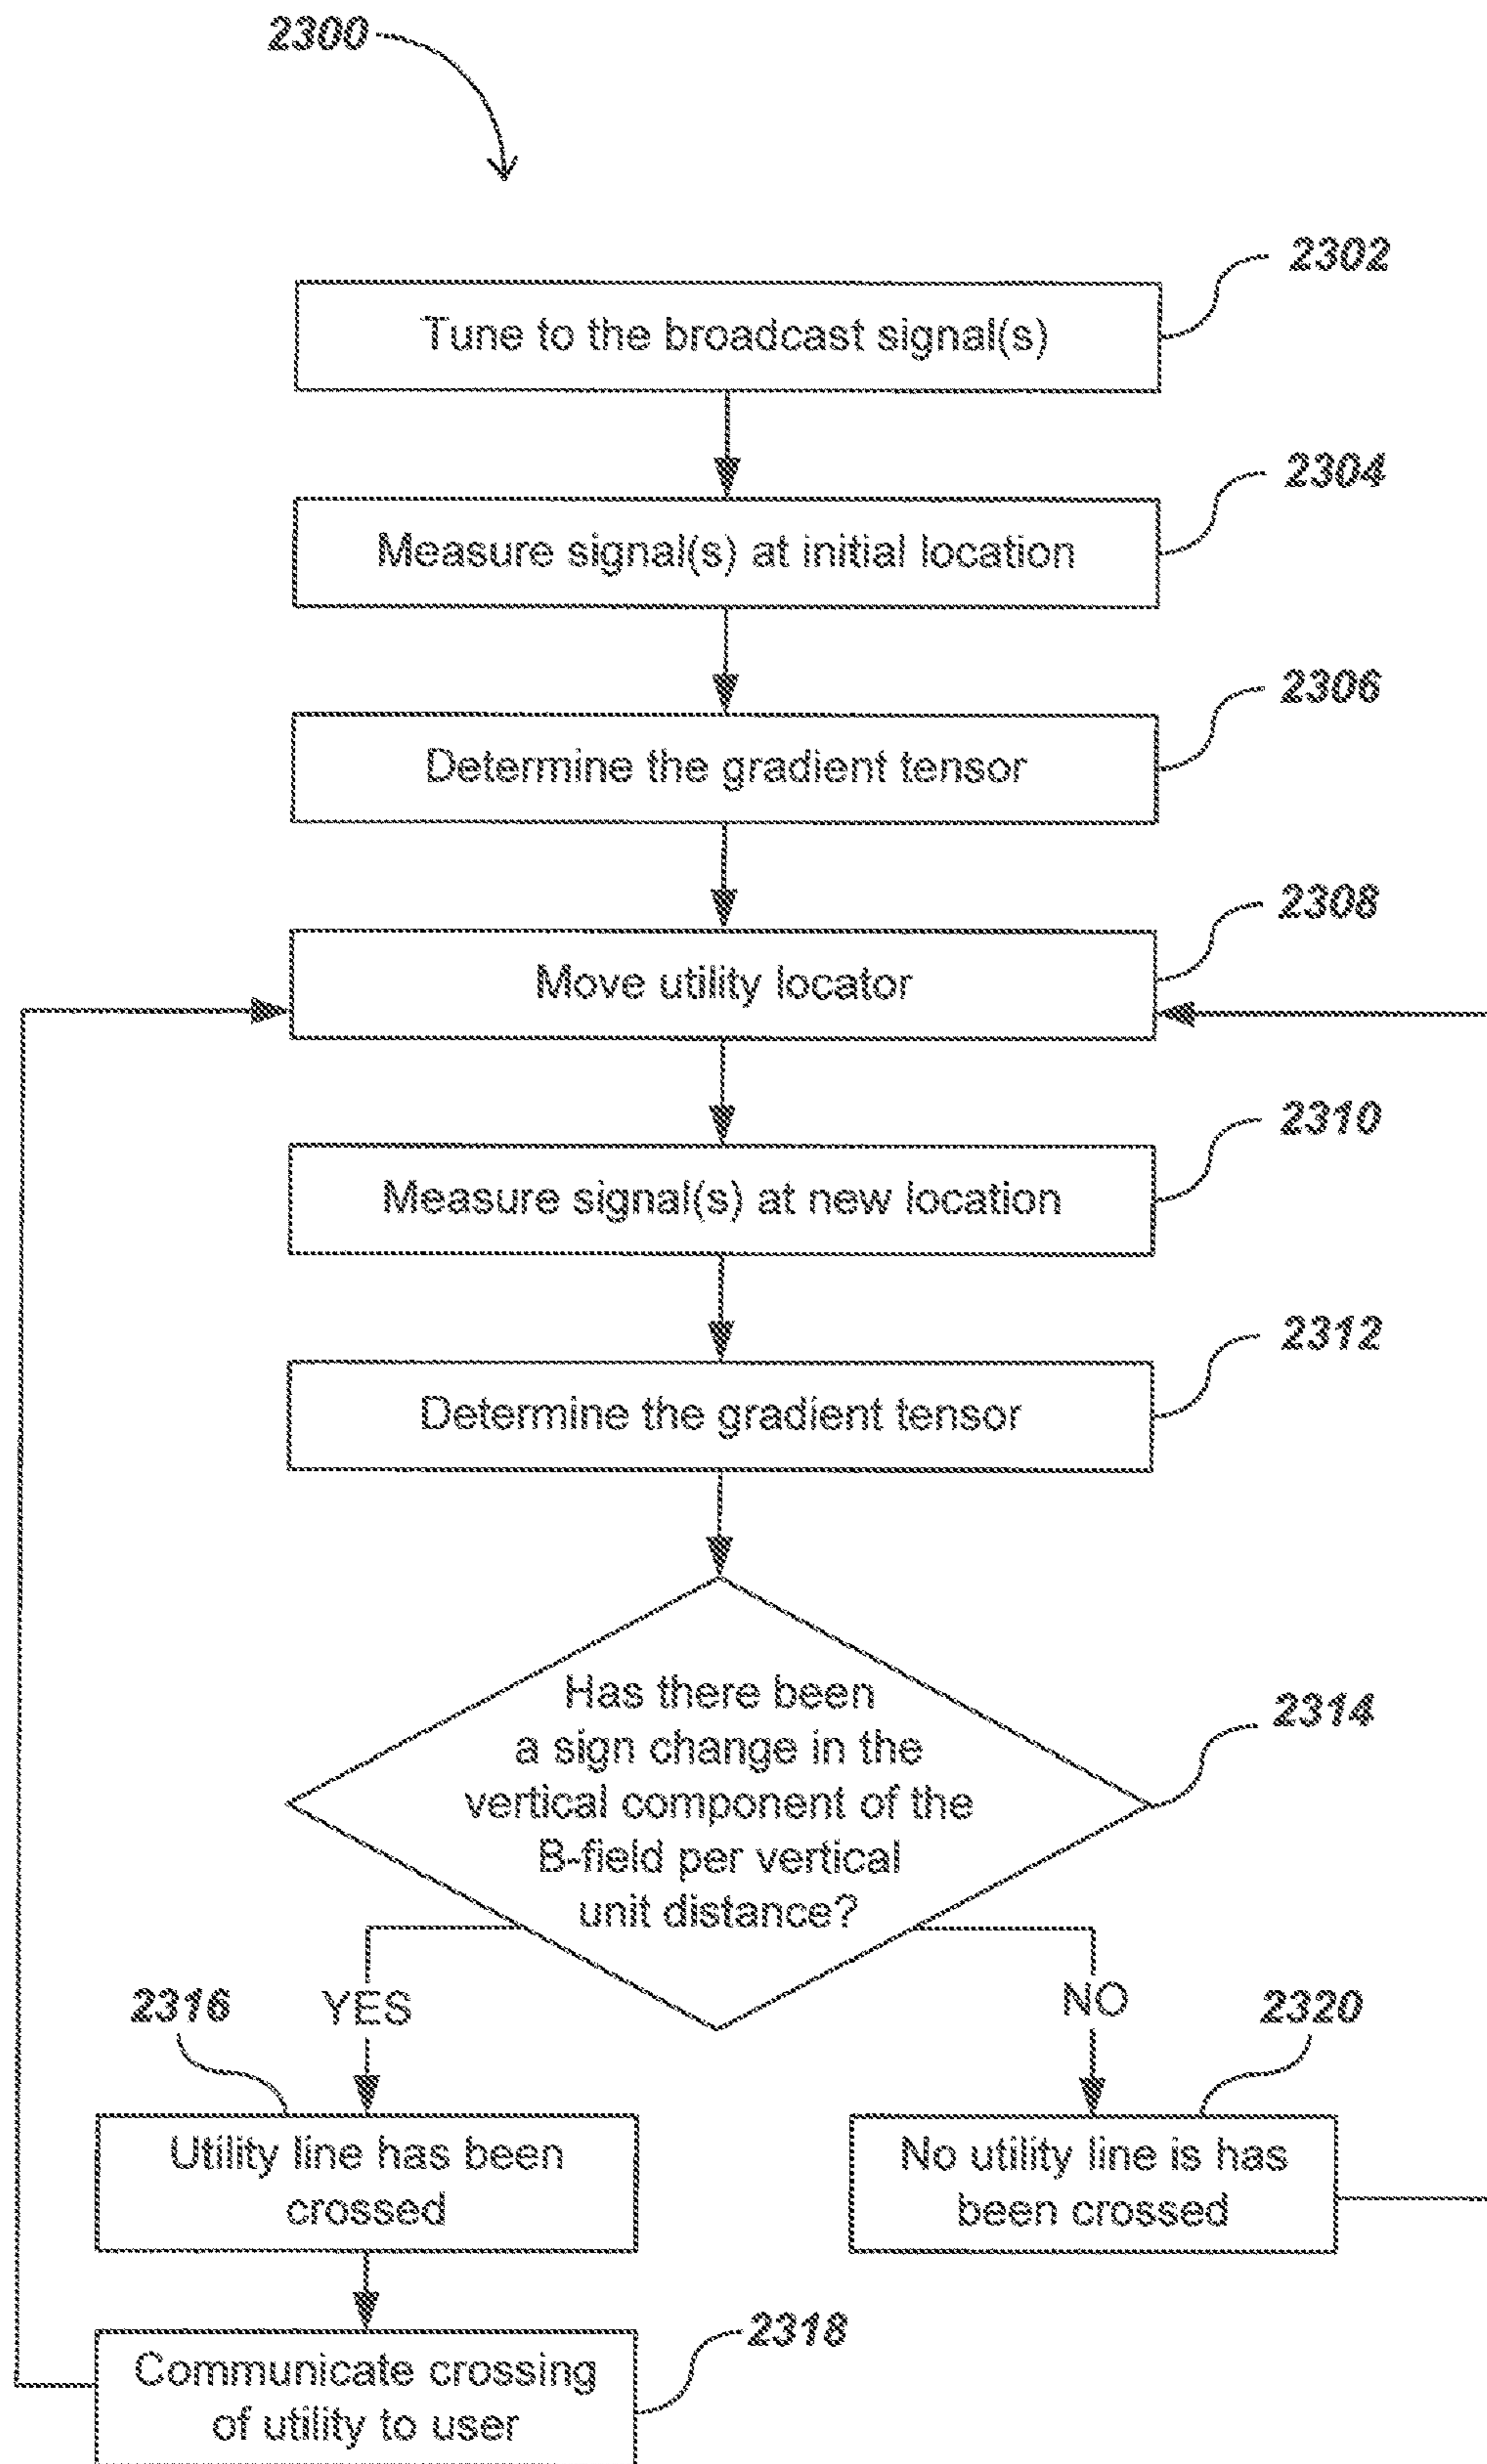 2300
2302
Tune to the broadcast signal(s)
2304
Measure signal(s) at initial location
2306
Determine the gradient tensor
2308
Move utility locator
2310
Measure signal(s) at new location
2312
Determine the gradient tensor
2314
Has there been
a sign change in the
vertical component of the
B-field per vertical
unit distance?
2316
YES
NO
2320
Utility line has been
crossed
No utility line is has
been crossed
2318
Communicate crossing
of utility to user